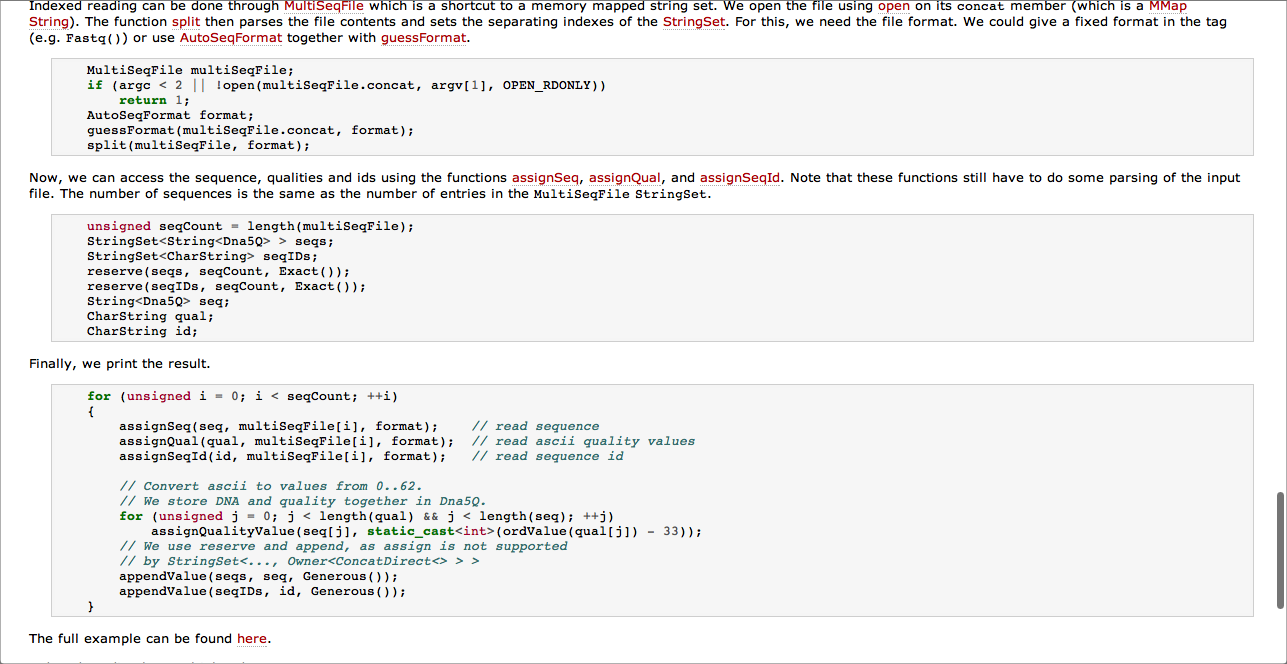 Indexed reading can be done through MultiSeqFile which is a shortcut to a memory mapped string set. We open the file using open on its concat member (which is a MMap
String). The function split then parses the file contents and sets the separating indexes of the StringSet. For this, we need the file format. We could give a fixed format in the tag
(e.g. Fastq()) or use AutoSeqFormat together with guessFormat.
MultiSeqFile multiSeqFile;
if (argc < 2 || !open(multiSeqFile.concat, argv[1], OPEN_RDONLY))
    return 1;
AutoSeqFormat format;
guessFormat(multiSeqFile.concat, format);
split(multiSeqFile, format);
Now, we can access the sequence, qualities and ids using the functions assignSeq, assignQual, and assignSeqId. Note that these functions still have to do some parsing of the input
file. The number of sequences is the same as the number of entries in the MultiSeqFile StringSet.
unsigned seqCount = length(multiSeqFile);
StringSet<String<Dna5Q> > seqs;
StringSet<CharString> seqIDs;
reserve(seqs, seqCount, Exact());
reserve(seqIDs, seqCount, Exact());
String<Dna5Q> seq;
CharString qual;
CharString id;
Finally, we print the result.
for (unsigned i = 0; i < seqCount; ++i)
{
    assignSeq(seq, multiSeqFile[i], format);    // read sequence
    assignQual(qual, multiSeqFile[i], format);  // read ascii quality values
    assignSeqId(id, multiSeqFile[i], format);   // read sequence id
    // Convert ascii to values from 0..62.
    // We store DNA and quality together in Dna5Q.
    for (unsigned j = 0; j < length(qual) && j < length(seq); ++j)
        assignQualityValue(seq[j], static_cast<int>(ordValue(qual[j]) - 33));
    // We use reserve and append, as assign is not supported
    // by StringSet<..., Owner<ConcatDirect<> > >
    appendValue(seqs, seq, Generous());
    appendValue(seqIDs, id, Generous());
}
The full example can be found here.